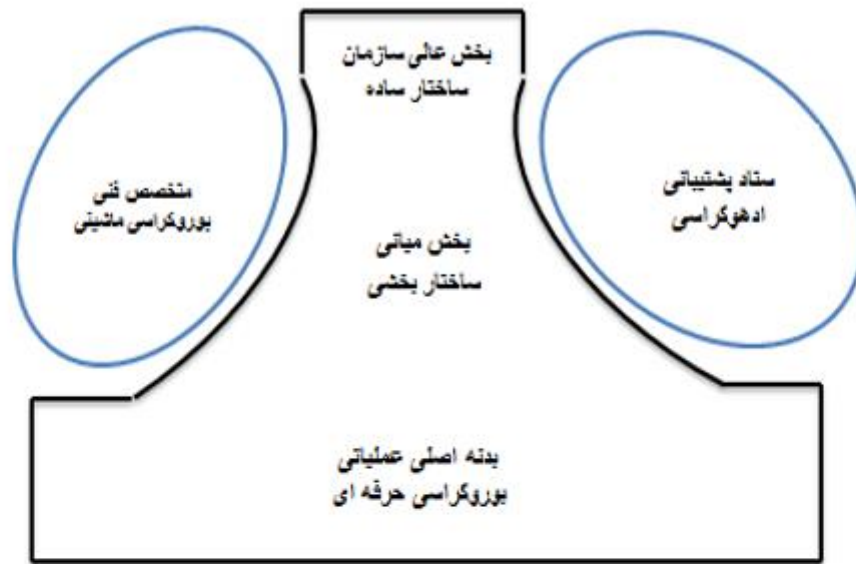 بخش عالی سازمان
ساختار ساده
ستاد پشتیبانی
ادهوکراسی
متخصص فنی
بوروکراسی ماشینی
بخش میانی
ساختار بخشی
بدنه اصلی عملیاتی
بوروکراسی حرفه ای